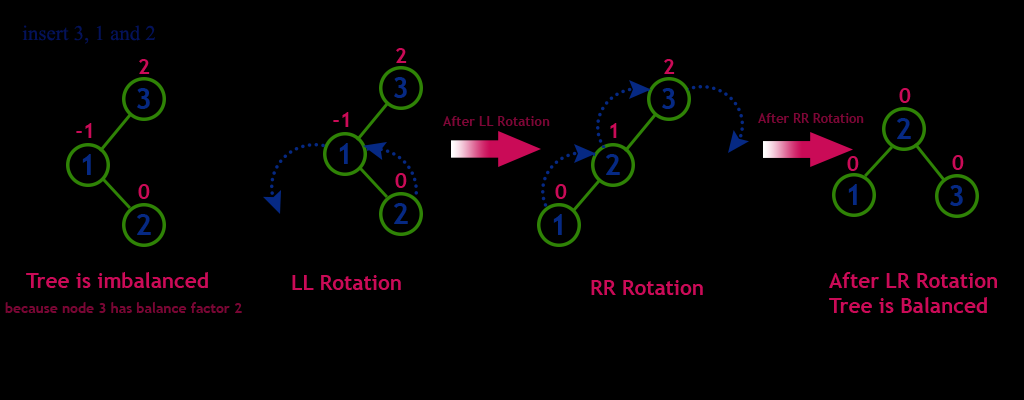 insert 3, 1 and 2
2
3
-1
1
0
2
Tree is imbalanced
because node 3 has balance factor 2
2
3
-1
1
0
2
LL Rotation
After LL Rotation
2
3
1
2
0
1
RR Rotation
After RR Rotation
0
2
0
1
0
3
After LR Rotation
Tree is Balanced